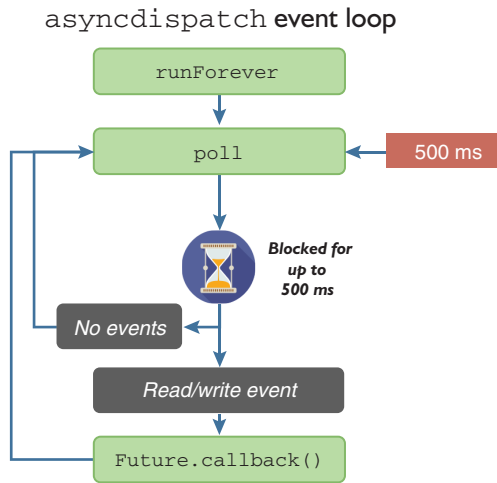 asyncdispatch event loop
runForever
poll
500 ms
Blocked for
up to
500 ms
No events
Read/write event
Future.callback()